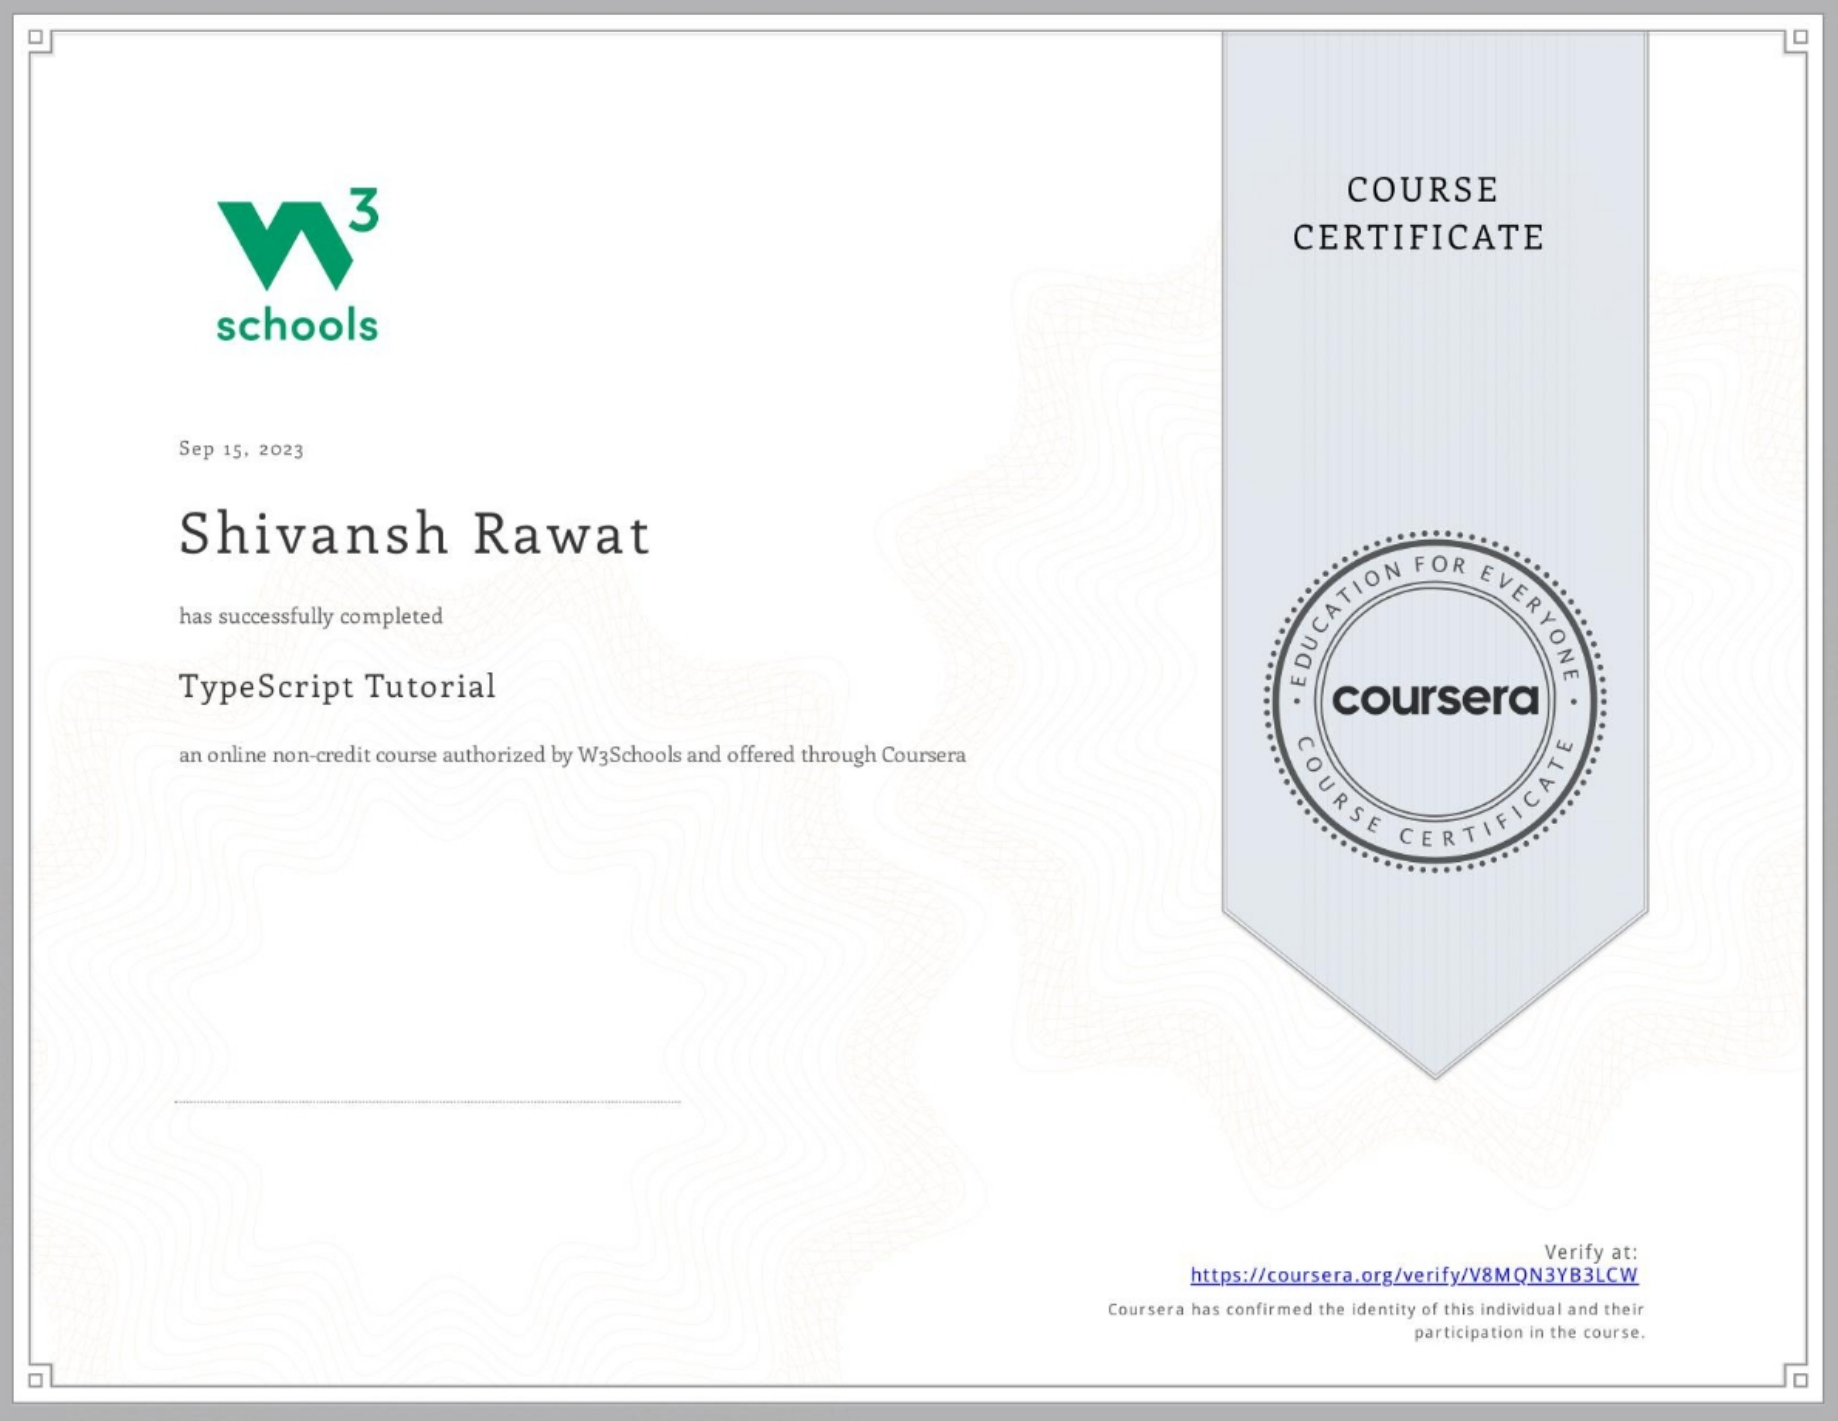 W3
schools
COURSE
CERTIFICATE
Sep 15, 2023
Shivansh Rawat
has successfully completed
TypeScript Tutorial
an online non-credit course authorized by W3Schools and offered through Coursera
EDUCATION FOR EVERYONE
coursera
COURSE CERTIFICATE
Verify at:
https://coursera.org/verify/V8MQN3YB3LCW
Coursera has confirmed the identity of this individual and their
participation in the course.